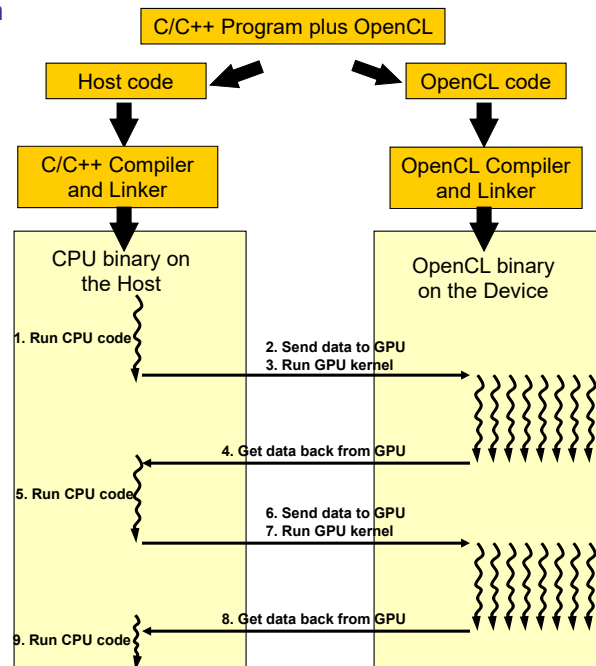 C/C++ Program plus OpenCL
Host code
OpenCL code
C/C++ Compiler
and Linker
OpenCL Compiler
and Linker
CPU binary on
the Host
OpenCL binary
on the Device
1. Run CPU code
2. Send data to GPU
3. Run GPU kernel
4. Get data back from GPU
5. Run CPU code
6. Send data to GPU
7. Run GPU kernel
8. Get data back from GPU
9. Run CPU code